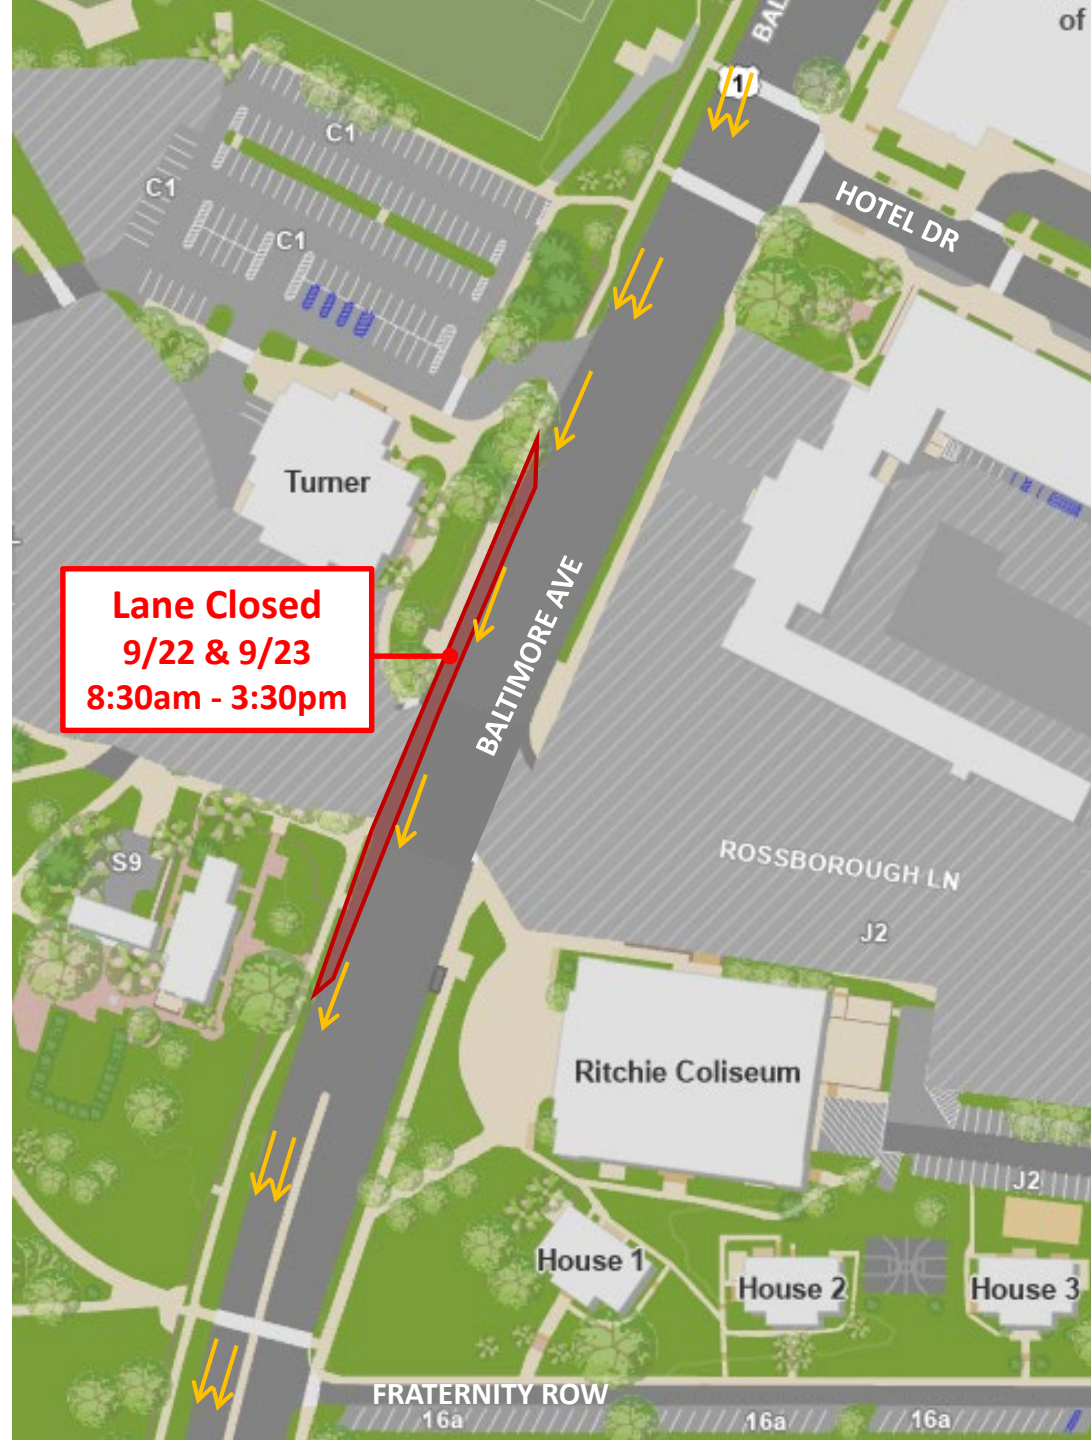 of
BAL
1
C1
C1
HOTEL DR
C1
Turner
Lane Closed
9/22 & 9/23
8:30am - 3:30pm
BALTIMORE AVE
S9
ROSSBOROUGH LN
J2
Ritchie Coliseum
J2
House 1
House 2
House 3
FRATERNITY ROW
16a
16a
16a